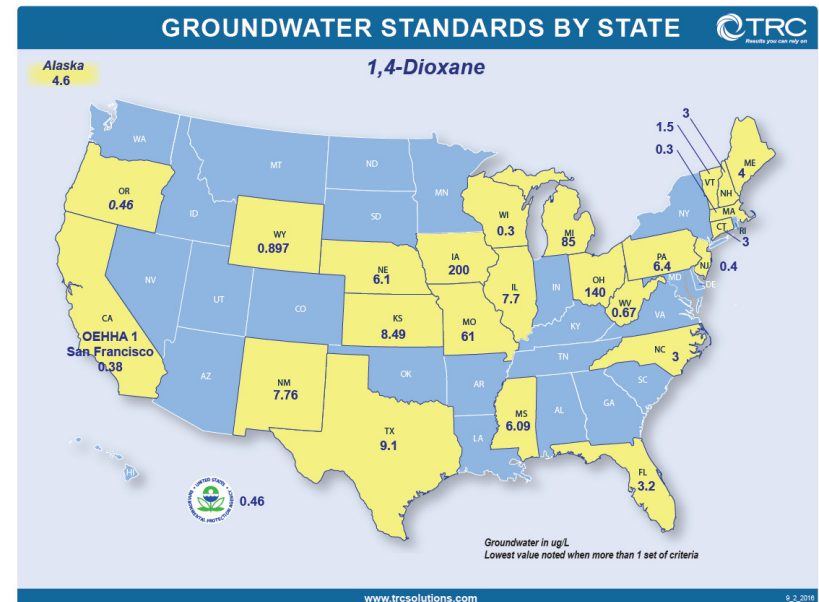 GROUNDWATER STANDARDS BY STATE
TRC
Results you can rely on
1,4-Dioxane
Alaska
4.6
3
1.5
0.3
WA
MT
ND
MN
ME
4
VT
NH
OR
0.46
ID
SD
WI
0.3
MI
85
NY
MA
CT
RI
3
WY
0.897
NE
6.1
IA
200
IL
7.7
IN
OH
140
PA
6.4
NJ
0.4
MD
DE
WV
0.67
VA
NV
UT
CO
KS
8.49
MO
61
KY
CA
OEHHA 1
San Francisco
0.38
AZ
NM
7.76
OK
AR
TN
NC 3
SC
TX
9.1
LA
MS
6.09
AL
GA
FL
3.2
HI
UNITED STATES
ENVIRONMENTAL PROTECTION AGENCY
0.46
Groundwater in ug/L
Lowest value noted when more than 1 set of criteria
www.trcsolutions.com
9_2_2016